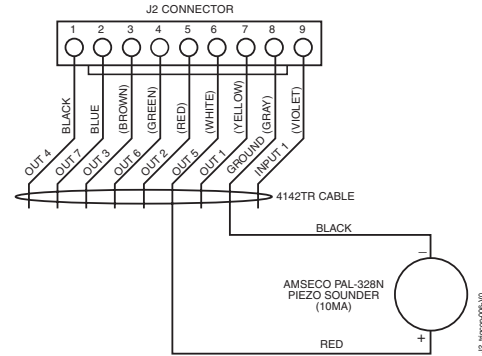 J2 CONNECTOR
1 2 3 4 5 6 7 8 9
BLACK
BLUE
(BROWN)
(GREEN)
(RED)
(WHITE)
(YELLOW)
(GRAY)
(VIOLET)
OUT 4
OUT 7
OUT 3
OUT 6
OUT 2
OUT 5
OUT 1
GROUND
INPUT 1
4142TR CABLE
BLACK
–
AMSECO PAL-328N
PIEZO SOUNDER
(10MA)
+
RED